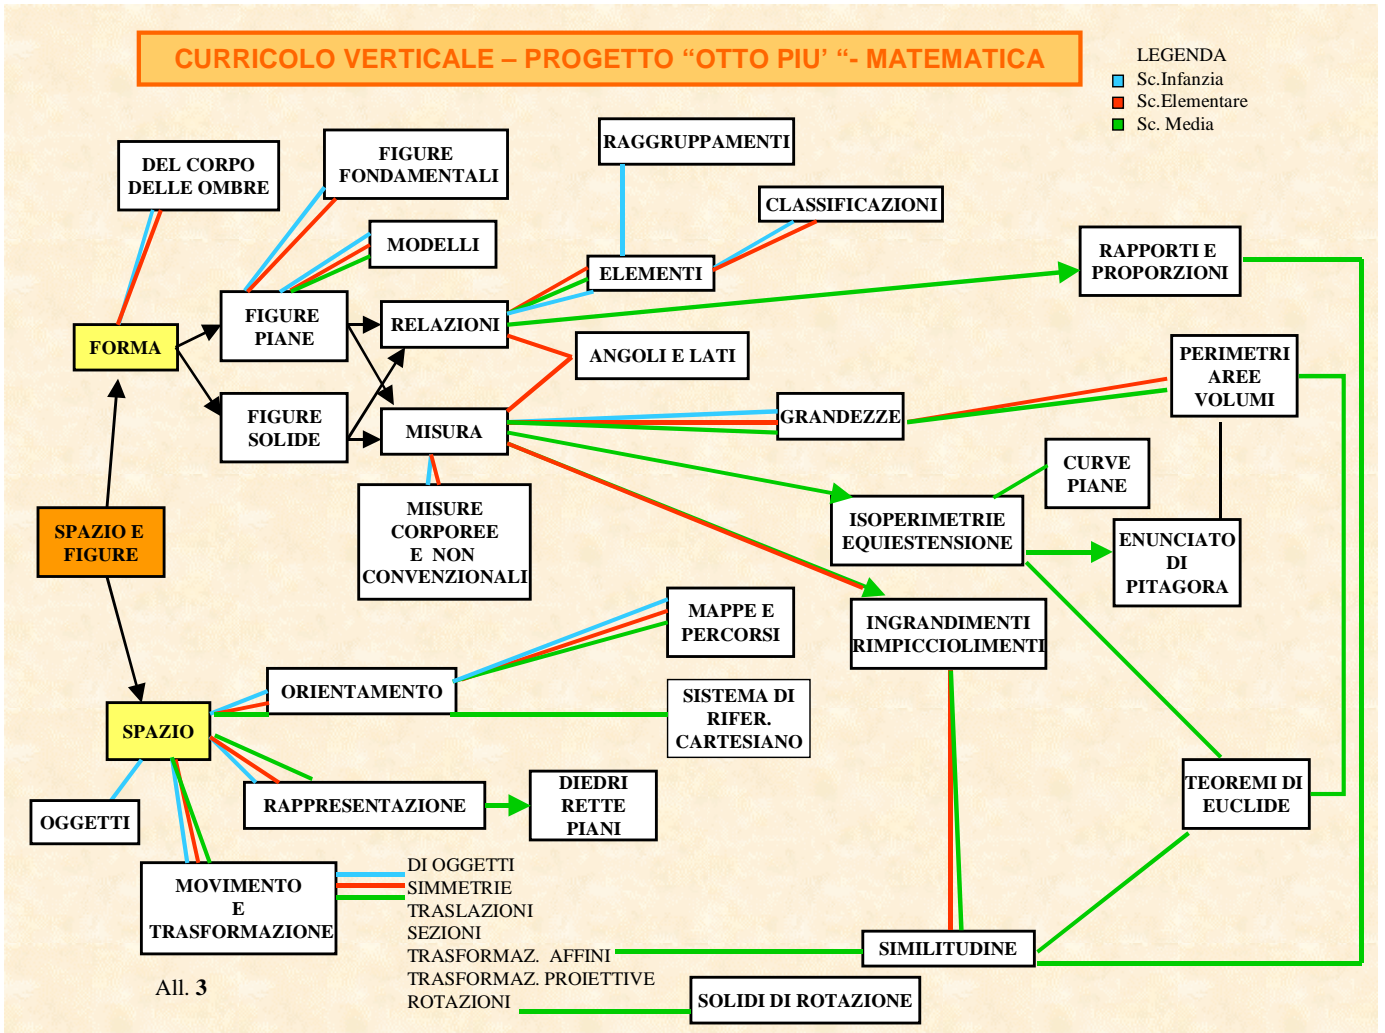 CURRICOLO VERTICALE – PROGETTO “OTTO PIU’ “- MATEMATICA
LEGENDA
Sc.Infanzia
Sc.Elementare
Sc. Media
DEL CORPO
DELLE OMBRE
FIGURE
FONDAMENTALI
RAGGRUPPAMENTI
MODELLI
CLASSIFICAZIONI
ELEMENTI
RAPPORTI E
PROPORZIONI
FORMA
FIGURE
PIANE
RELAZIONI
ANGOLI E LATI
PERIMETRI
AREE
VOLUMI
FIGURE
SOLIDE
MISURA
GRANDEZZE
CURVE
PIANE
MISURE
CORPOREE
E  NON
CONVENZIONALI
ISOPERIMETRIE
EQUIESTENSIONE
ENUNCIATO
DI
PITAGORA
SPAZIO E
FIGURE
MAPPE E
PERCORSI
INGRANDIMENTI
RIMPICCIOLIMENTI
ORIENTAMENTO
SISTEMA DI
RIFER.
CARTESIANO
SPAZIO
RAPPRESENTAZIONE
DIEDRI
RETTE
PIANI
TEOREMI DI
EUCLIDE
OGGETTI
MOVIMENTO
E
TRASFORMAZIONE
DI OGGETTI
SIMMETRIE
TRASLAZIONI
SEZIONI
TRASFORMAZ.  AFFINI
TRASFORMAZ. PROIETTIVE
ROTAZIONI
SIMILITUDINE
SOLIDI DI ROTAZIONE
All. 3